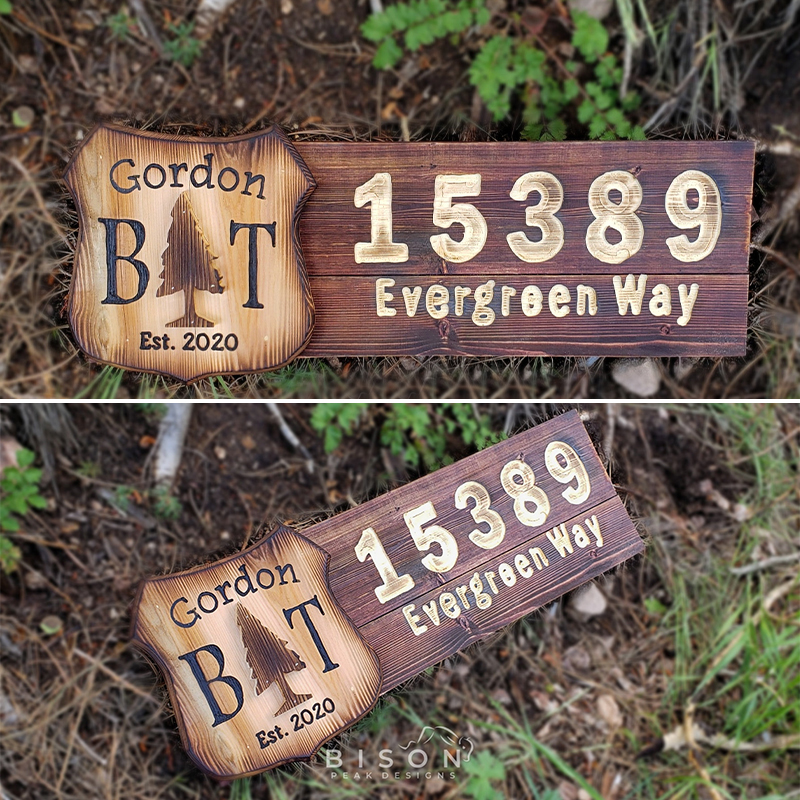 Gordon
B T
Est. 2020
15389
Evergreen Way
Gordon
B T
Est. 2020
15389
Evergreen Way
BISON
PEAK DESIGNS